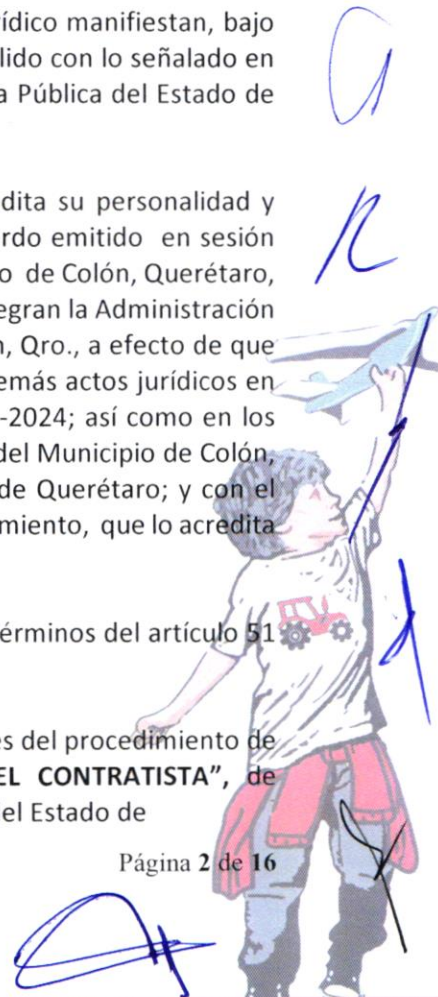 rídico manifiestan, bajo
lido con lo señalado en
a Pública del Estado de
dita su personalidad y
rdo emitido en sesión
o de Colón, Querétaro,
egran la Administración
n, Qro., a efecto de que
emás actos jurídicos en
-2024; así como en los
del Municipio de Colón,
de Querétaro; y con el
miento, que lo acredita
términos del artículo 51
es del procedimiento de
EL CONTRATISTA”, de
el Estado de
Página 2 de 16